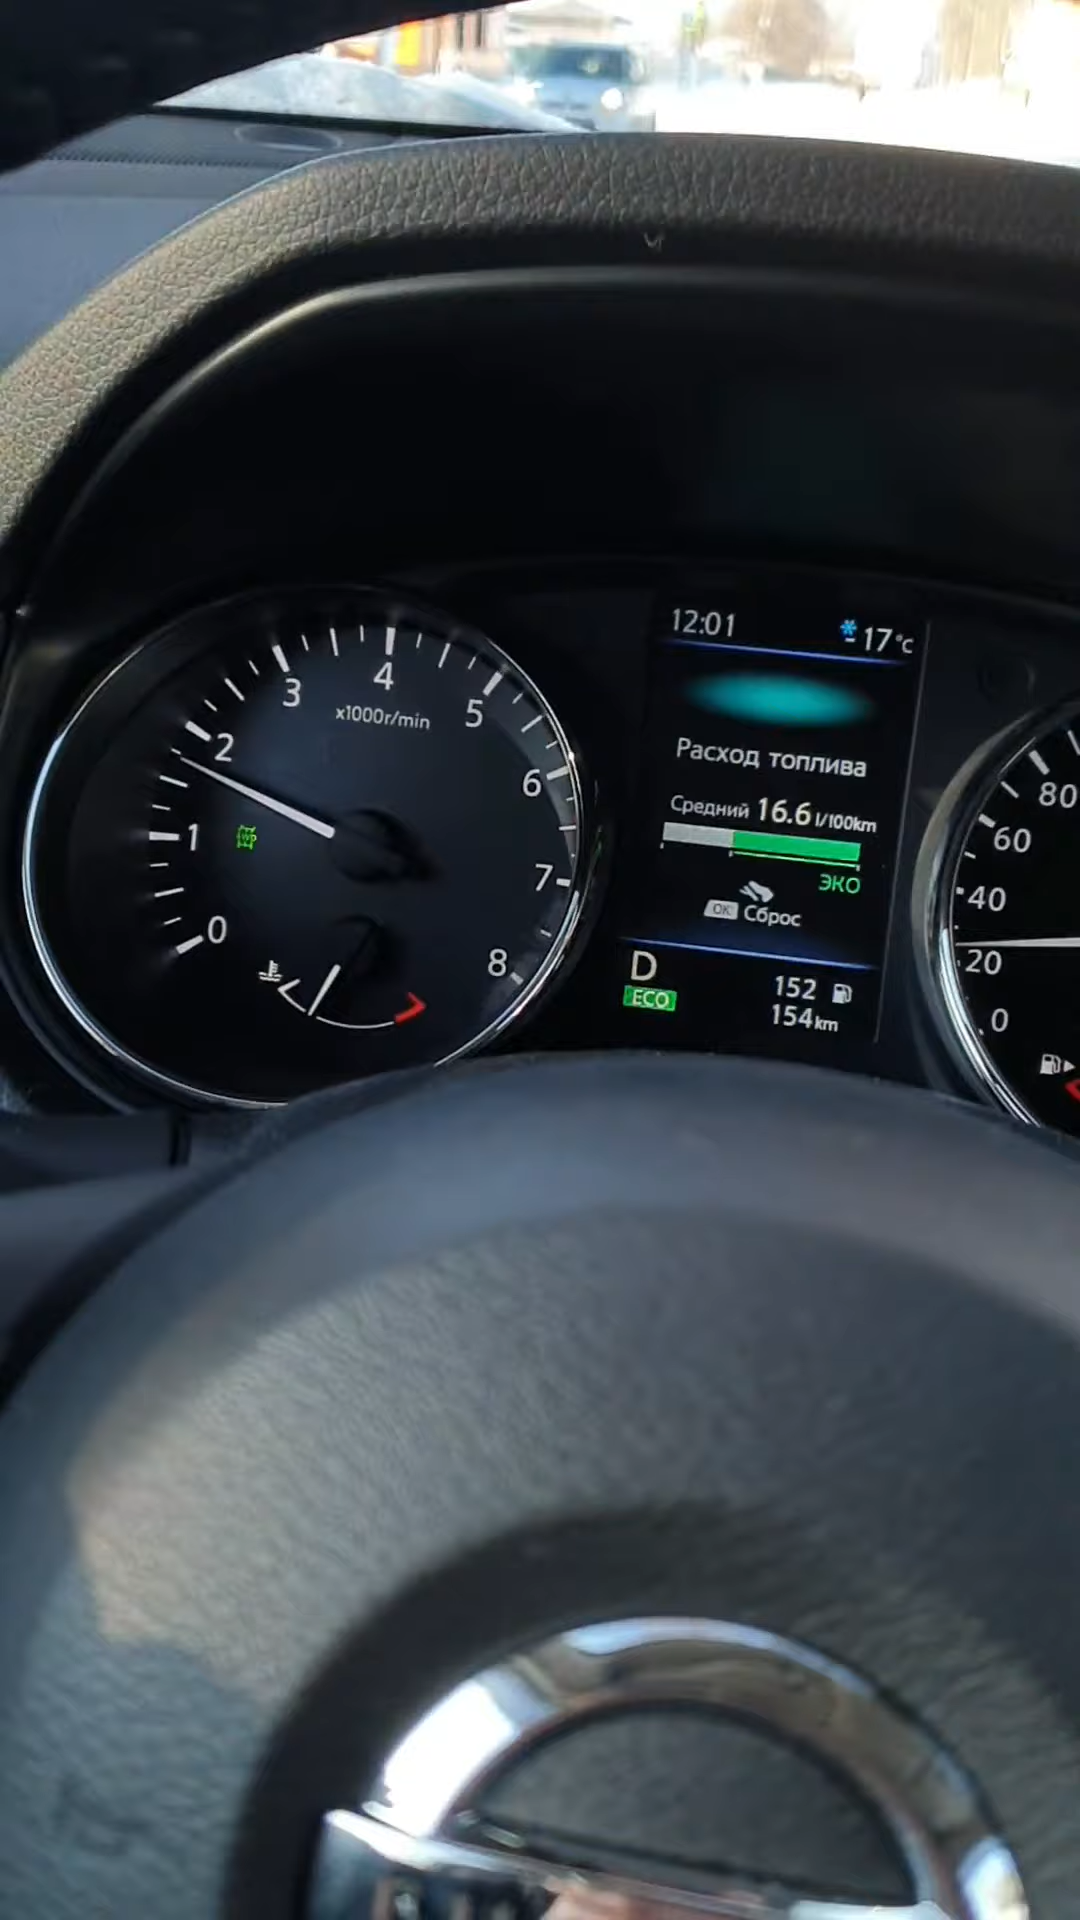 12:01
-17°C
Расход топлива
Средний 16.6 l/100km
ЭКО
OK Сброс
D
ECO
152
154km
0
1
2
3
4
5
6
7
8
x1000r/min
80
60
40
20
0